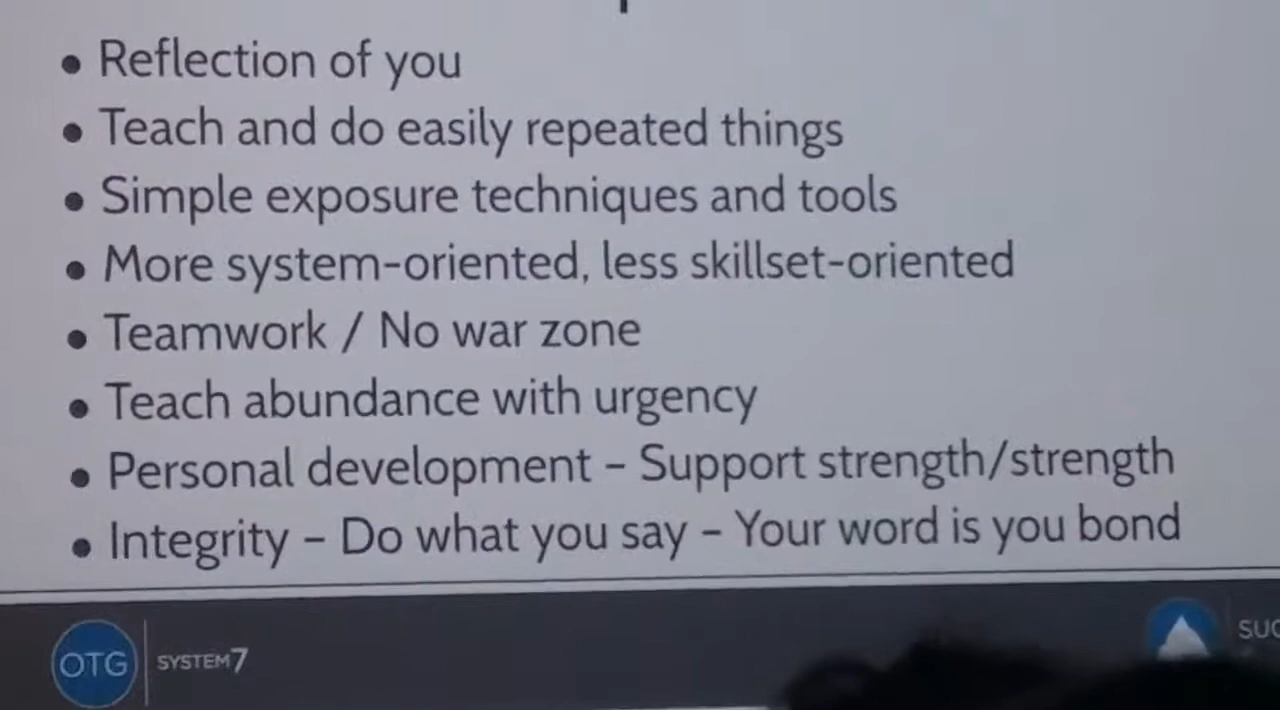 • Reflection of you
• Teach and do easily repeated things
• Simple exposure techniques and tools
• More system-oriented, less skillset-oriented
• Teamwork / No war zone
• Teach abundance with urgency
• Personal development – Support strength/strength
• Integrity – Do what you say – Your word is you bond
OTG SYSTEM7